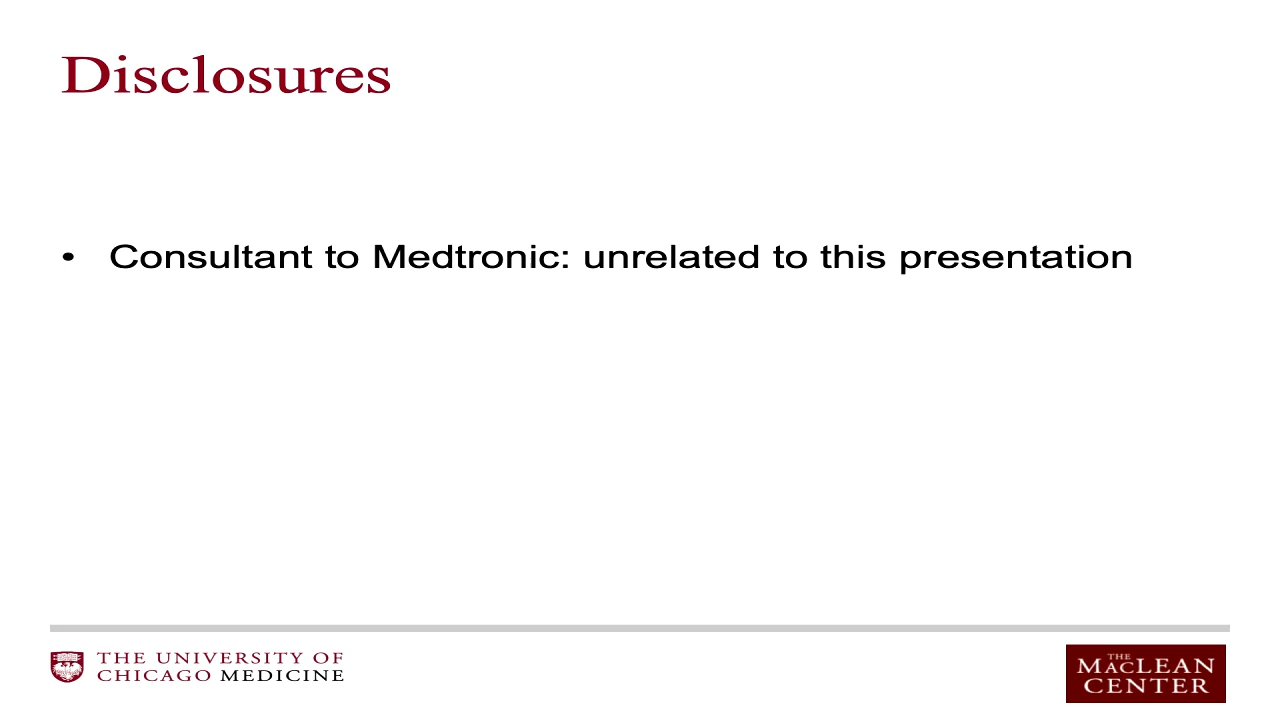 Disclosures
• Consultant to Medtronic: unrelated to this presentation
THE UNIVERSITY OF
CHICAGO MEDICINE
THE
MACLEAN
CENTER